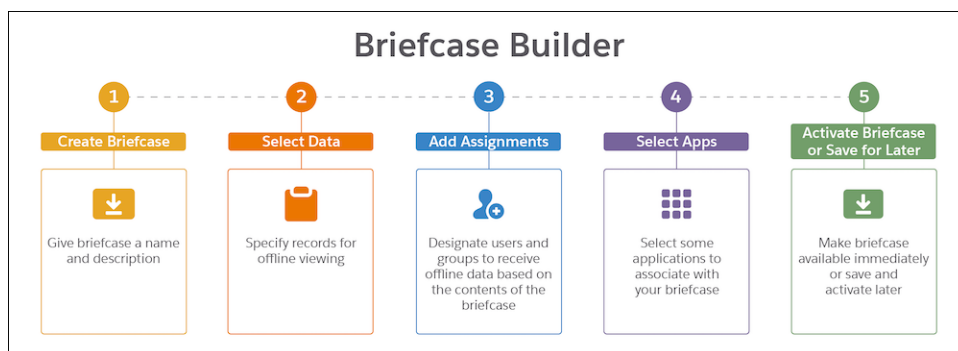 Briefcase Builder
1
2
3
4
5
Create Briefcase
Select Data
Add Assignments
Select Apps
Activate Briefcase
or Save for Later
Give briefcase a name
and description
Specify records for
offline viewing
Designate users and
groups to receive
offline data based on
the contents of the
briefcase
Select some
applications to
associate with
your briefcase
Make briefcase
available immediately
or save and
activate later